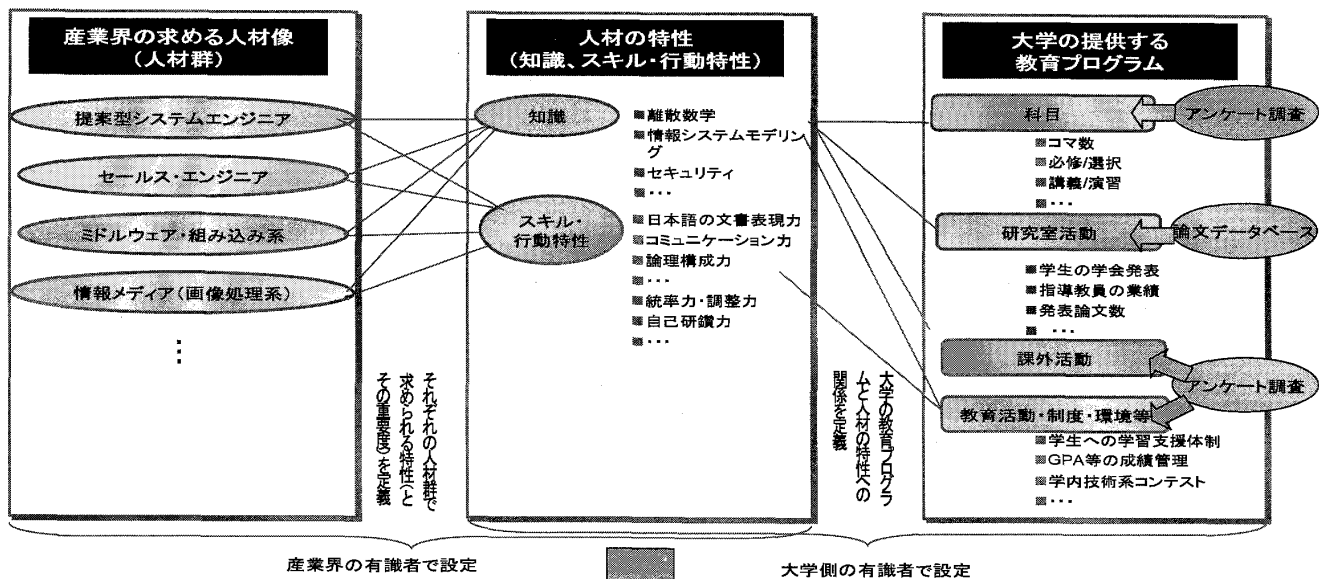 産業界の求める人材像
（人材群）
提案型システムエンジニア
セールス・エンジニア
ミドルウェア・組み込み系
情報メディア（画像処理系）
⋮
それぞれの人材群で
求められる特性（と
その重要度）を定義
人材の特性
（知識、スキル・行動特性）
知識
■離散数学
■情報システムモデリン
グ
■セキュリティ
■・・・
スキル・
行動特性
■日本語の文書表現力
■コミュニケーション力
■論理構成力
■・・・
■統率力・調整力
■自己研鑽力
■・・・
大学の教育プログラ
ムと人材の特性への
関係を定義
大学の提供する
教育プログラム
科目
アンケート調査
■コマ数
■必修/選択
■講義/演習
■・・・
研究室活動
論文データベース
■学生の学会発表
■指導教員の業績
■発表論文数
■・・・
課外活動
アンケート調査
教育活動・制度・環境等
■学生への学習支援体制
■GPA等の成績管理
■学内技術系コンテスト
■・・・
産業界の有識者で設定
大学側の有識者で設定